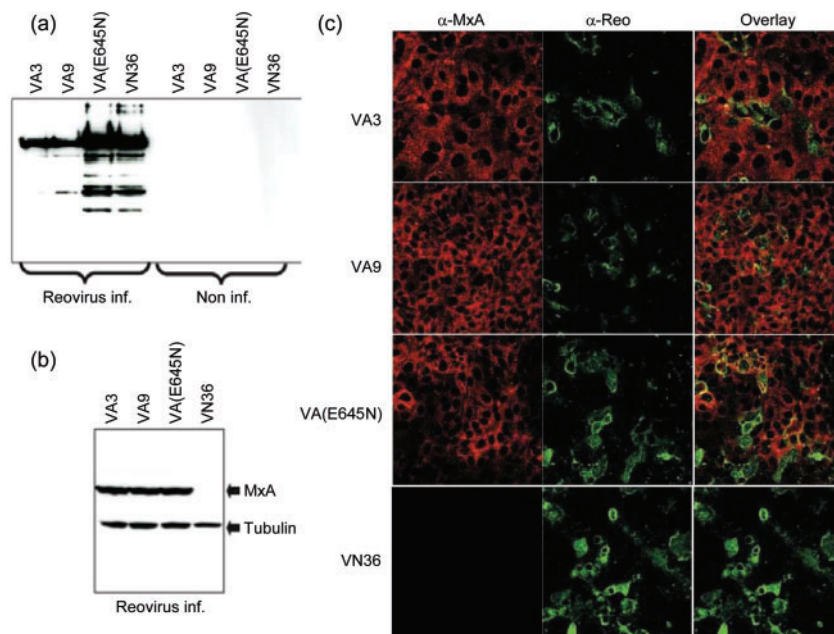 (a)
VA3
VA9
VA(E645N)
VN36
VA3
VA9
VA(E645N)
VN36
Reovirus inf.
Non inf.
(b)
VA3
VA9
VA(E645N)
VN36
MxA
Tubulin
Reovirus inf.
(c)
α-MxA
α-Reo
Overlay
VA3
VA9
VA(E645N)
VN36